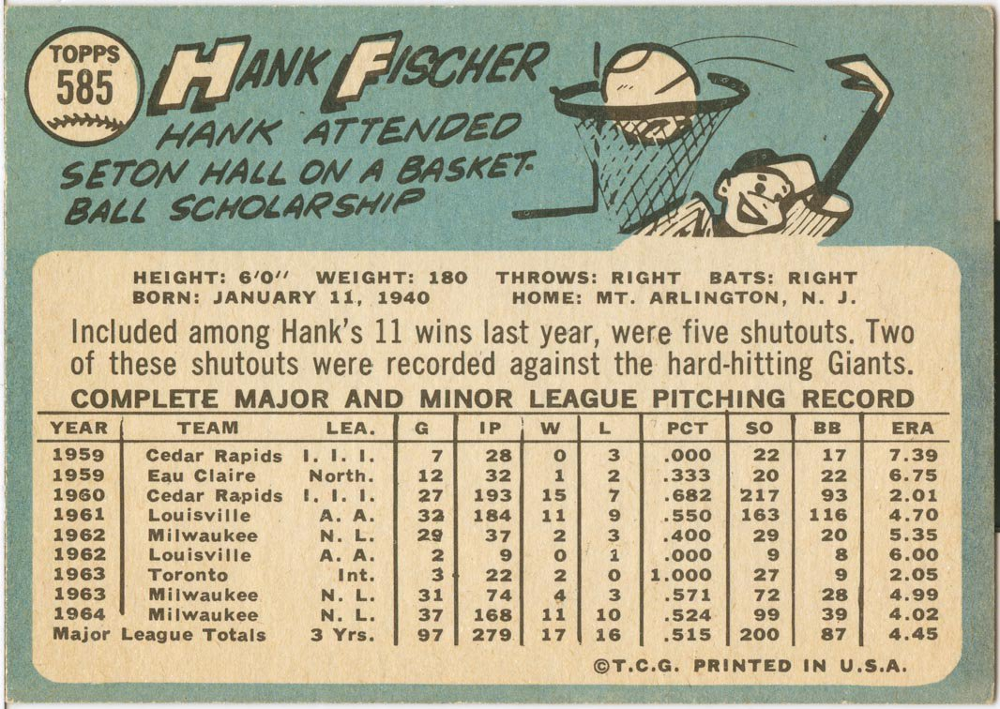 TOPPS
585
HANK FISCHER
HANK ATTENDED
SETON HALL ON A BASKET-
BALL SCHOLARSHIP
HEIGHT: 6'0" WEIGHT: 180 THROWS: RIGHT BATS: RIGHT
BORN: JANUARY 11, 1940 HOME: MT. ARLINGTON, N. J.
Included among Hank's 11 wins last year, were five shutouts. Two
of these shutouts were recorded against the hard-hitting Giants.
COMPLETE MAJOR AND MINOR LEAGUE PITCHING RECORD
YEAR TEAM LEA. G IP W L PCT SO BB ERA
1959 Cedar Rapids I. I. I. 7 28 0 3 .000 22 17 7.39
1959 Eau Claire North. 12 32 1 2 .333 20 22 6.75
1960 Cedar Rapids I. I. I. 27 193 15 7 .682 217 93 2.01
1961 Louisville A. A. 32 184 11 9 .550 163 116 4.70
1962 Milwaukee N. L. 29 37 2 3 .400 29 20 5.35
1962 Louisville A. A. 2 9 0 1 .000 9 8 6.00
1963 Toronto Int. 3 22 2 0 1.000 27 9 2.05
1963 Milwaukee N. L. 31 74 4 3 .571 72 28 4.99
1964 Milwaukee N. L. 37 168 11 10 .524 99 39 4.02
Major League Totals 3 Yrs. 97 279 17 16 .515 200 87 4.45
©T.C.G. PRINTED IN U.S.A.